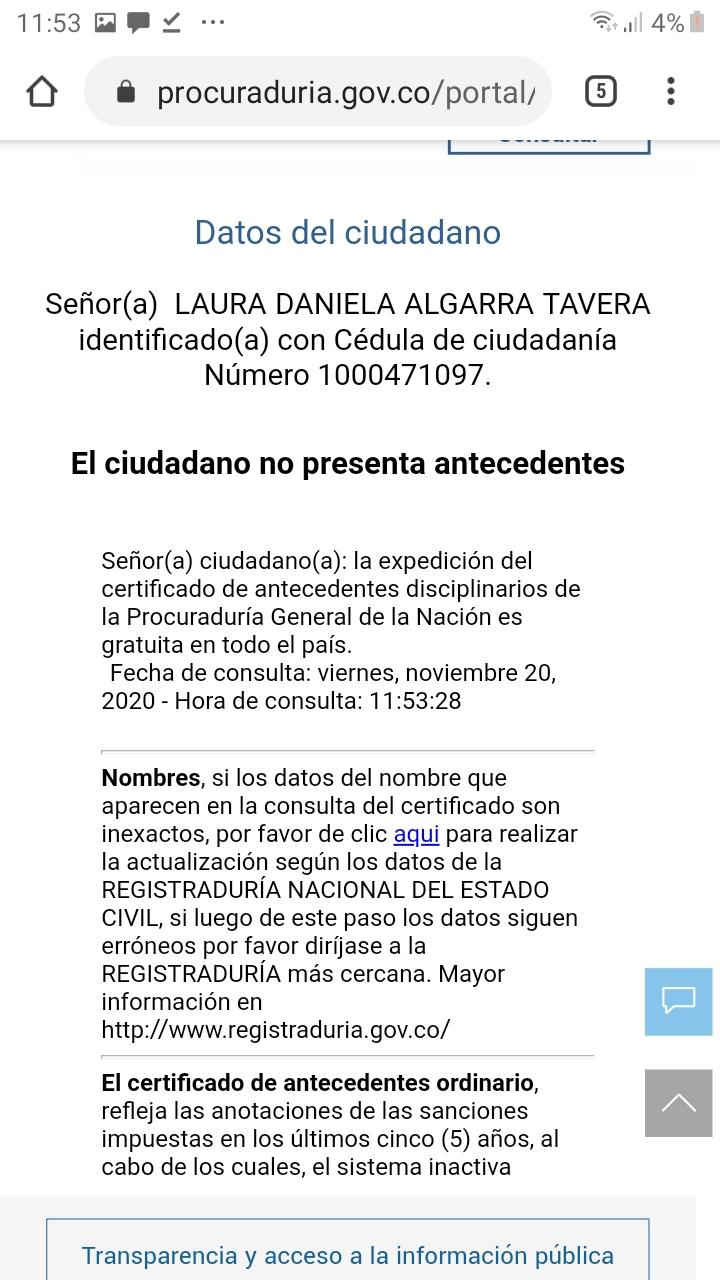 11:53
4%
procuraduria.gov.co/portal/
5
Consultar
Datos del ciudadano
Señor(a) LAURA DANIELA ALGARRA TAVERA
identificado(a) con Cédula de ciudadanía
Número 1000471097.
El ciudadano no presenta antecedentes
Señor(a) ciudadano(a): la expedición del
certificado de antecedentes disciplinarios de
la Procuraduría General de la Nación es
gratuita en todo el país.
Fecha de consulta: viernes, noviembre 20,
2020 - Hora de consulta: 11:53:28
Nombres, si los datos del nombre que
aparecen en la consulta del certificado son
inexactos, por favor de clic aqui para realizar
la actualización según los datos de la
REGISTRADURÍA NACIONAL DEL ESTADO
CIVIL, si luego de este paso los datos siguen
erróneos por favor diríjase a la
REGISTRADURÍA más cercana. Mayor
información en
http://www.registraduria.gov.co/
El certificado de antecedentes ordinario,
refleja las anotaciones de las sanciones
impuestas en los últimos cinco (5) años, al
cabo de los cuales, el sistema inactiva
Transparencia y acceso a la información pública